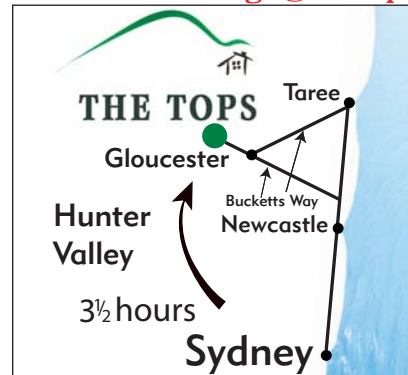 THE TOPS
Taree
Gloucester
Bucketts Way
Hunter
Valley
Newcastle
3½ hours
Sydney